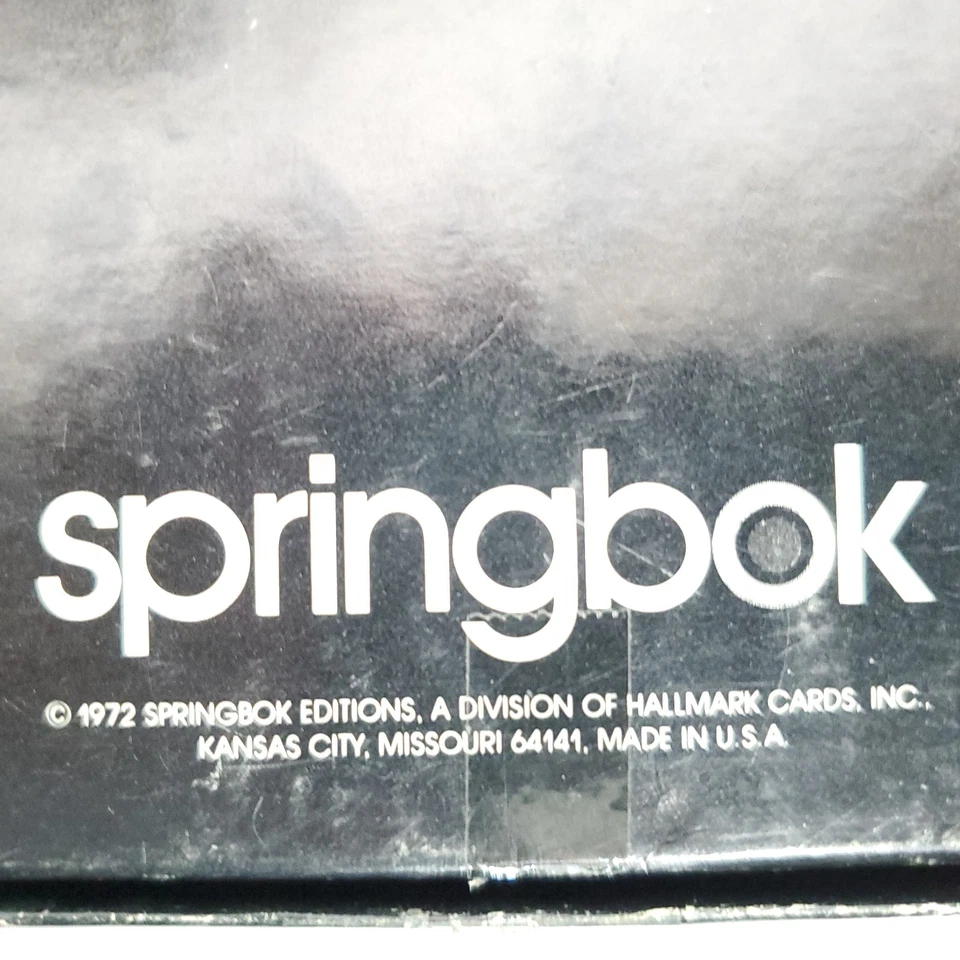 springbok
© 1972 SPRINGBOK EDITIONS, A DIVISION OF HALLMARK CARDS, INC.,
KANSAS CITY, MISSOURI 64141, MADE IN U.S.A.